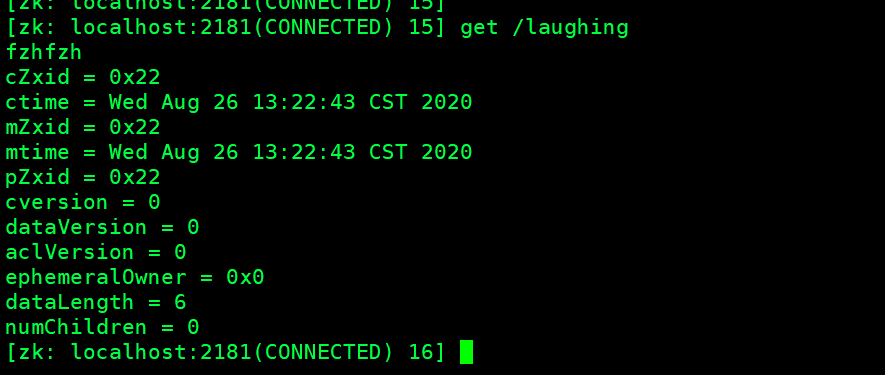 [zk: localhost:2181(CONNECTED) 15]
[zk: localhost:2181(CONNECTED) 15] get /laughing
fzhfzh
cZxid = 0x22
ctime = Wed Aug 26 13:22:43 CST 2020
mZxid = 0x22
mtime = Wed Aug 26 13:22:43 CST 2020
pZxid = 0x22
cversion = 0
dataVersion = 0
aclVersion = 0
ephemeralOwner = 0x0
dataLength = 6
numChildren = 0
[zk: localhost:2181(CONNECTED) 16]